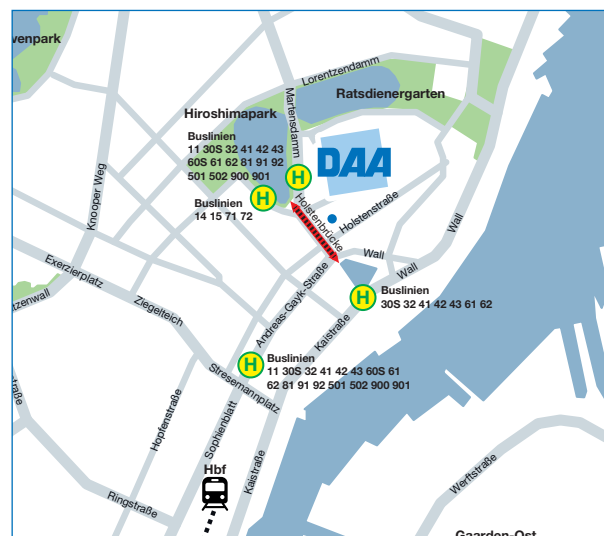 wenpark
Lorentzendamm
Ratsdienergarten
Hiroshimapark
Martensdamm
Buslinien
11 30S 32 41 42 43
60S 61 62 81 91 92
501 502 900 901
DAA
H
H
Buslinien
14 15 71 72
Knooper Weg
Holstenbrücke
Holstenstraße
Wall
Wall
Wall
Exerzierplatz
tzenwall
Ziegelteich
Andreas-Gayk-Straße
H
Buslinien
30S 32 41 42 43 61 62
Kaistraße
H
Buslinien
11 30S 32 41 42 43 60S 61
62 81 91 92 501 502 900 901
Stresemannplatz
Hopfenstraße
Sophienblatt
Kaistraße
Hbf
Ringstraße
Werftstraße
Gaarden-Ost